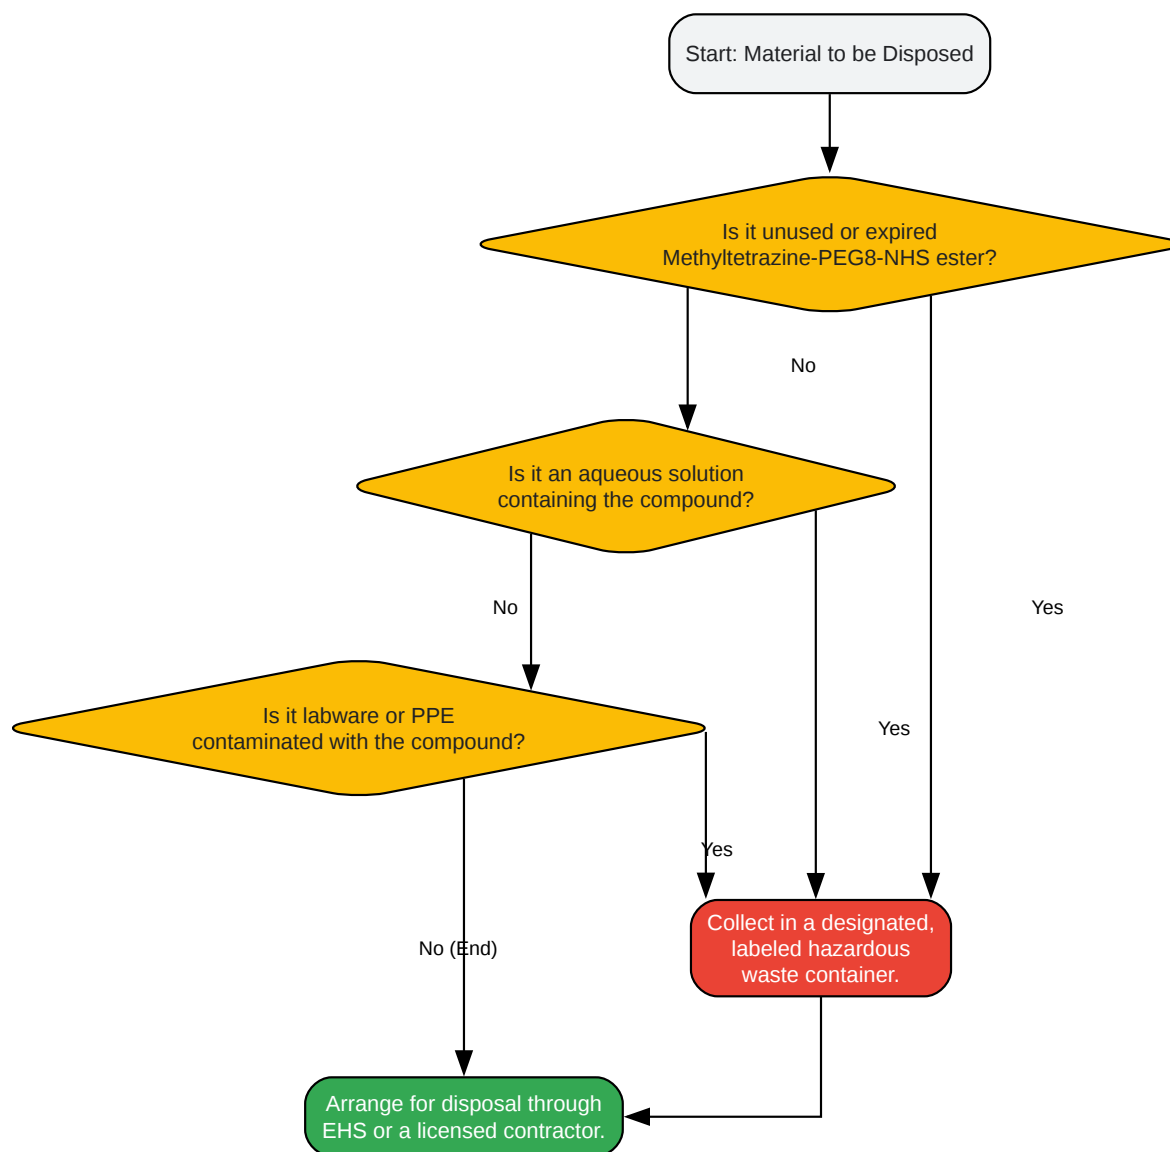 Start: Material to be Disposed
Is it unused or expired
Methyltetrazine-PEG8-NHS ester?
No
Is it an aqueous solution
containing the compound?
No
Yes
Is it labware or PPE
contaminated with the compound?
Yes
Yes
Collect in a designated,
labeled hazardous
waste container.
No (End)
Arrange for disposal through
EHS or a licensed contractor.